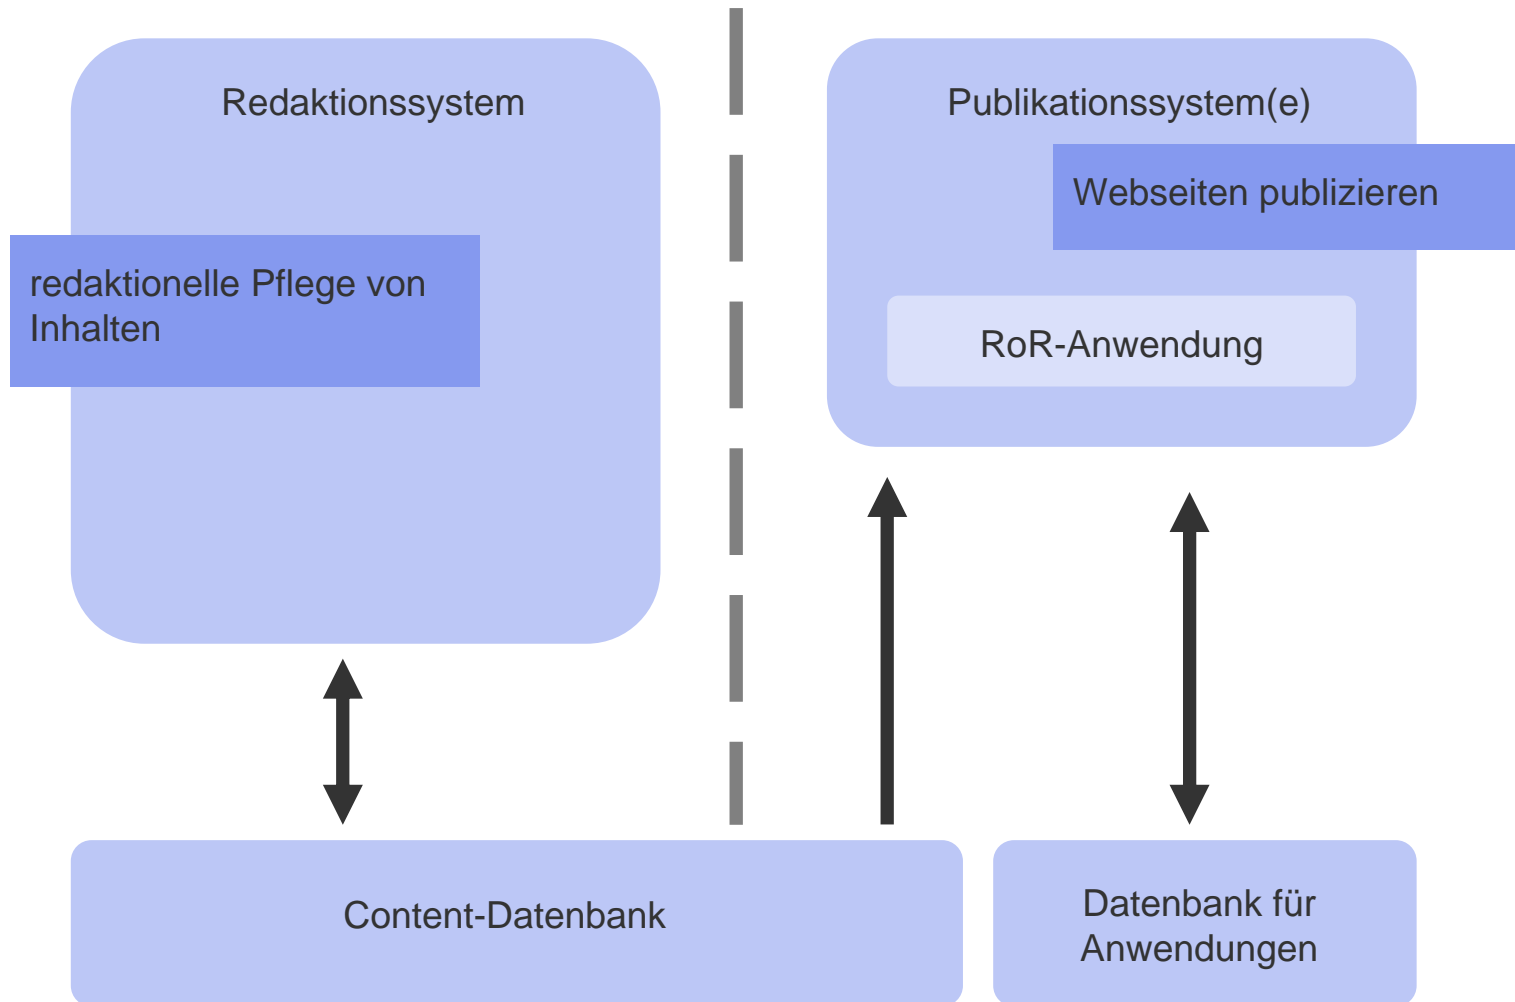 Redaktionssystem
redaktionelle Pflege von
Inhalten
Publikationssystem(e)
Webseiten publizieren
RoR-Anwendung
Content-Datenbank
Datenbank für
Anwendungen